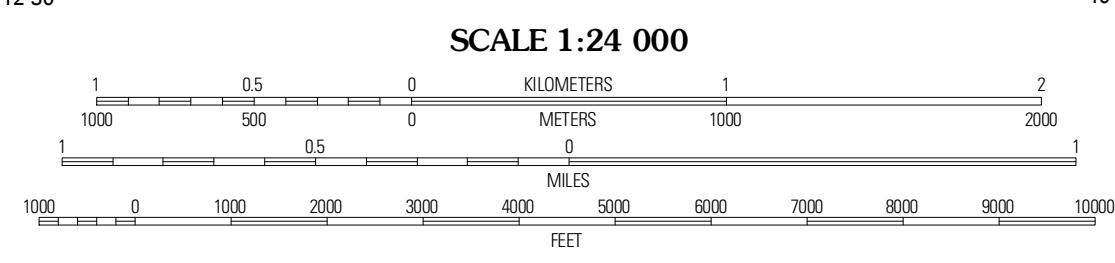 SCALE 1:24 000
1 0.5 0 KILOMETERS 1 2
1000 500 0 METERS 1000 2000
1 0.5 0 1
MILES
1000 0 1000 2000 3000 4000 5000 6000 7000 8000 9000 10000
FEET